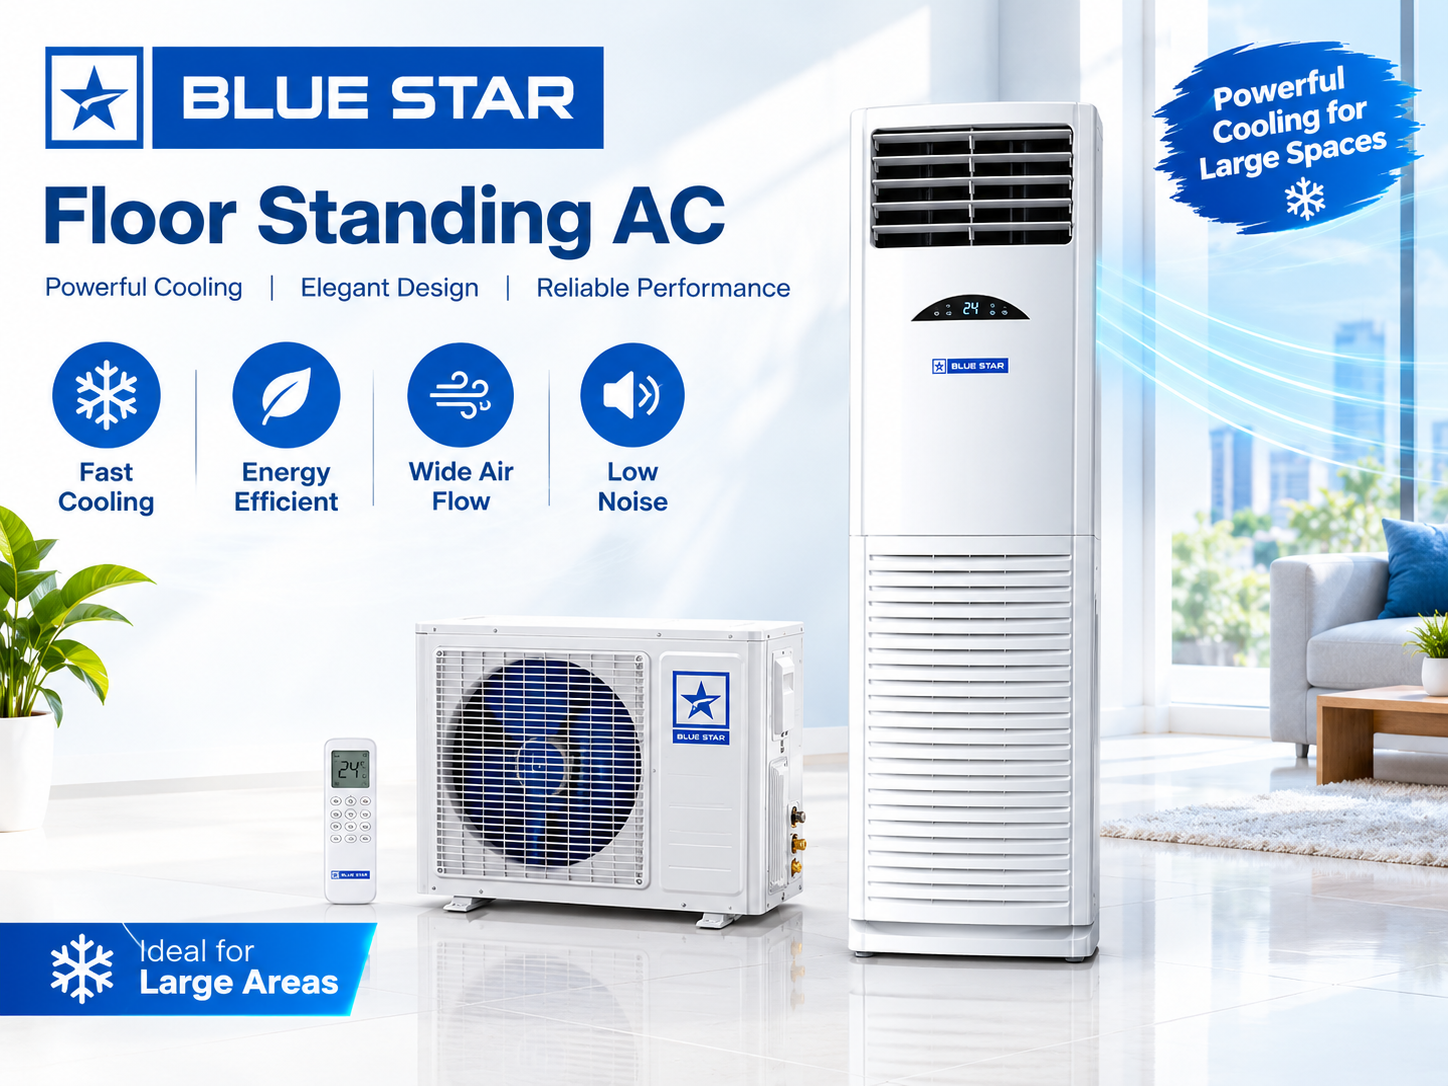 BLUE STAR
Floor Standing AC
Powerful Cooling | Elegant Design | Reliable Performance
Fast
Cooling
Energy
Efficient
Wide Air
Flow
Low
Noise
Powerful
Cooling for
Large Spaces
24
BLUE STAR
BLUE STAR
24°C
BLUE STAR
Ideal for
Large Areas